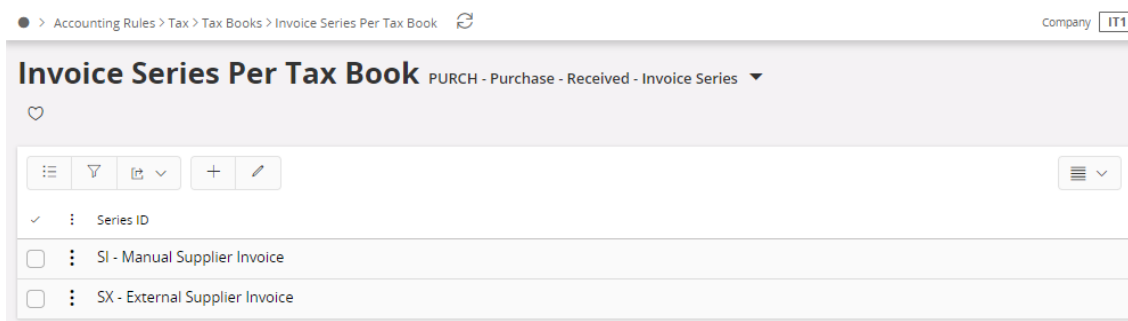 > Accounting Rules > Tax > Tax Books > Invoice Series Per Tax Book Company IT1
Invoice Series Per Tax Book PURCH - Purchase - Received - Invoice Series
Series ID
SI - Manual Supplier Invoice
SX - External Supplier Invoice